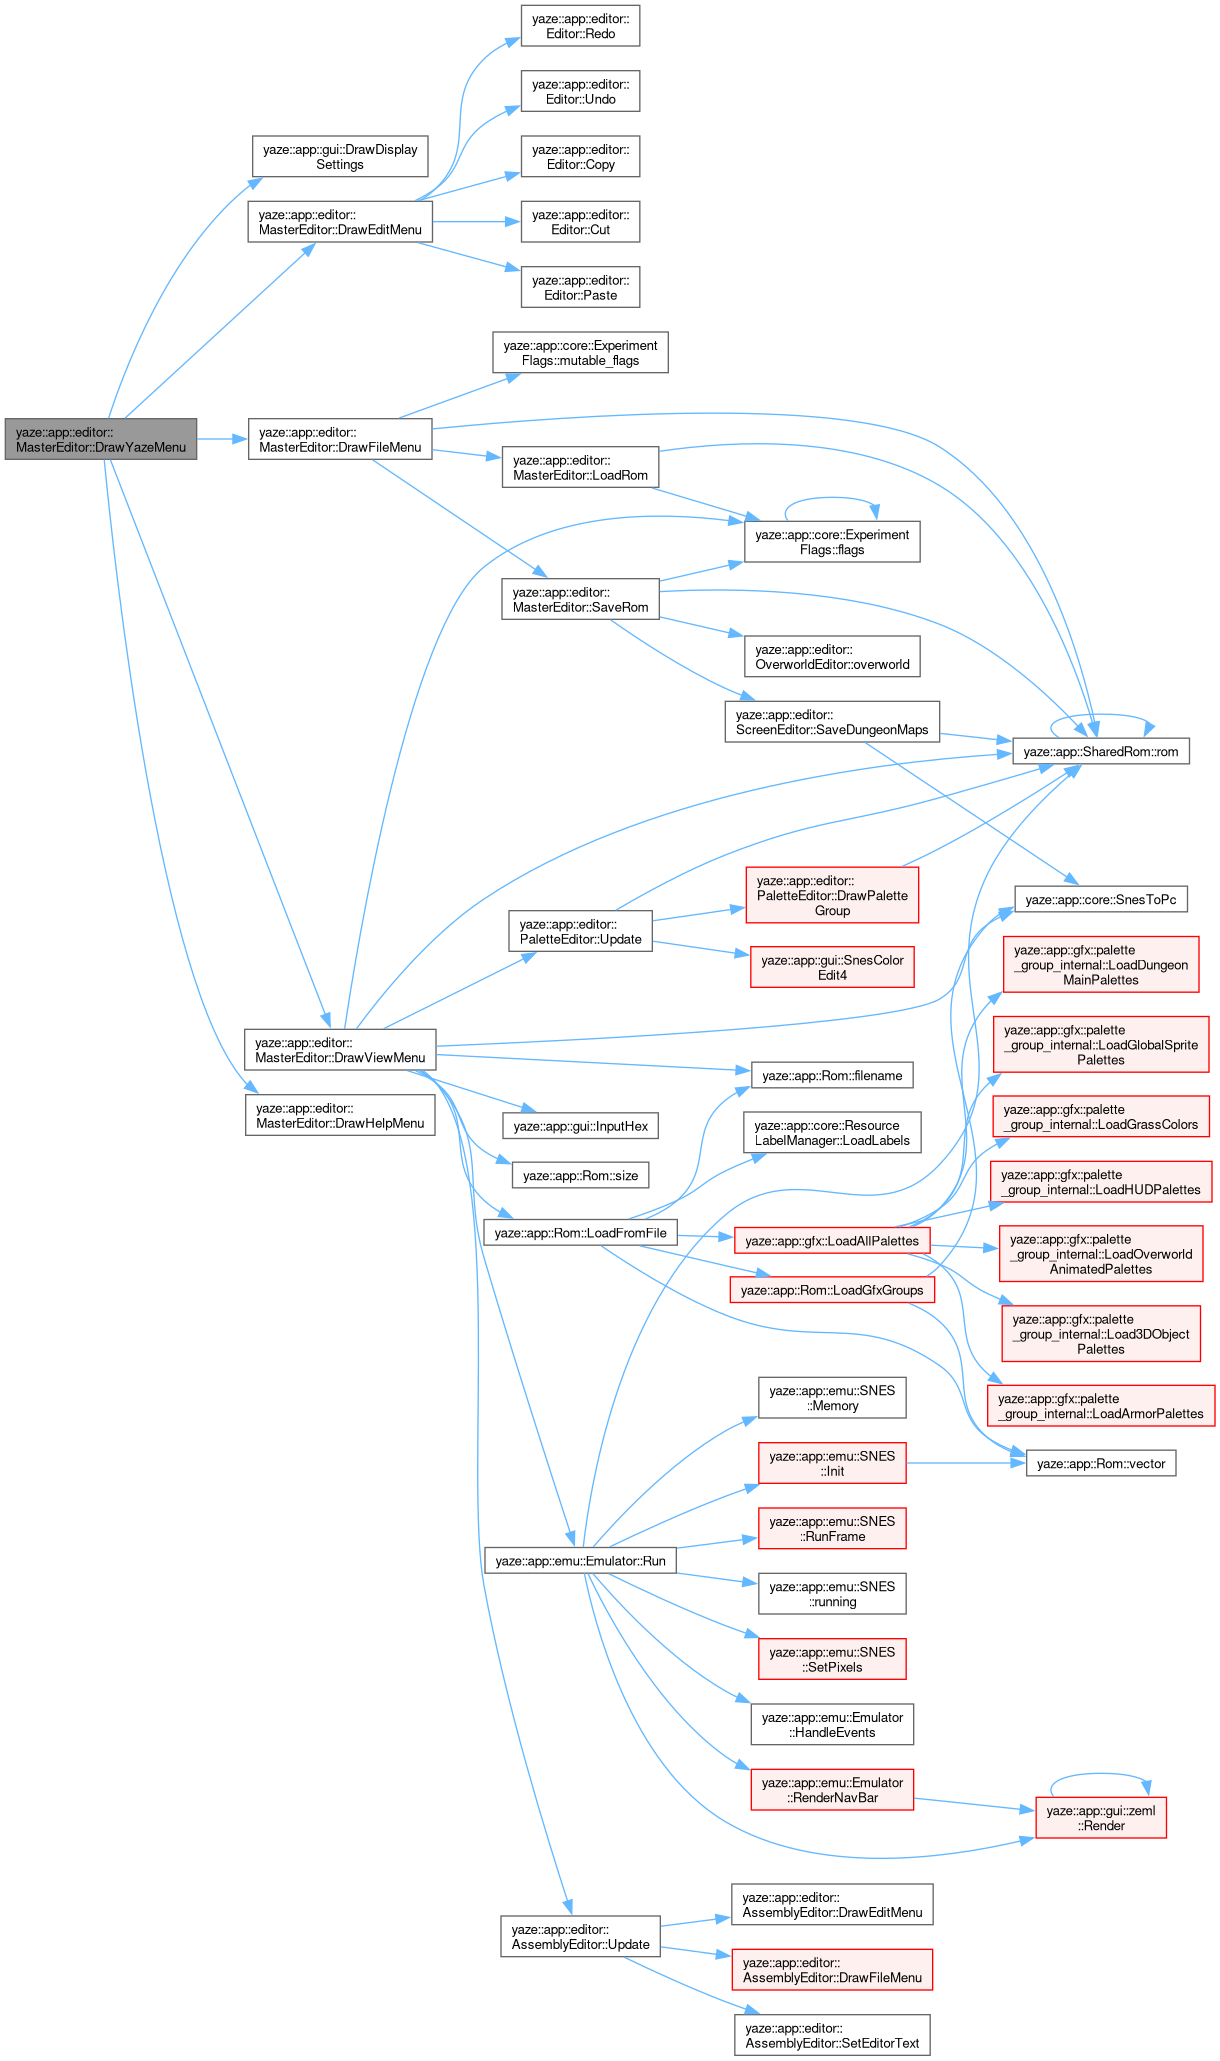 yaze::app::editor::
Editor::Redo
yaze::app::editor::
Editor::Undo
yaze::app::gui::DrawDisplay
Settings
yaze::app::editor::
Editor::Copy
yaze::app::editor::
MasterEditor::DrawEditMenu
yaze::app::editor::
Editor::Cut
yaze::app::editor::
Editor::Paste
yaze::app::core::Experiment
Flags::mutable_flags
yaze::app::editor::
MasterEditor::DrawYazeMenu
yaze::app::editor::
MasterEditor::DrawFileMenu
yaze::app::editor::
MasterEditor::LoadRom
yaze::app::core::Experiment
Flags::flags
yaze::app::editor::
MasterEditor::SaveRom
yaze::app::editor::
OverworldEditor::overworld
yaze::app::editor::
ScreenEditor::SaveDungeonMaps
yaze::app::SharedRom::rom
yaze::app::editor::
PaletteEditor::DrawPalette
Group
yaze::app::core::SnesToPc
yaze::app::editor::
PaletteEditor::Update
yaze::app::gui::SnesColor
Edit4
yaze::app::gfx::palette
_group_internal::LoadDungeon
MainPalettes
yaze::app::editor::
MasterEditor::DrawViewMenu
yaze::app::gfx::palette
_group_internal::LoadGlobalSprite
Palettes
yaze::app::Rom::filename
yaze::app::editor::
MasterEditor::DrawHelpMenu
yaze::app::gui::InputHex
yaze::app::core::Resource
LabelManager::LoadLabels
yaze::app::gfx::palette
_group_internal::LoadGrassColors
yaze::app::Rom::size
yaze::app::gfx::palette
_group_internal::LoadHUDPalettes
yaze::app::Rom::LoadFromFile
yaze::app::gfx::LoadAllPalettes
yaze::app::gfx::palette
_group_internal::LoadOverworld
AnimatedPalettes
yaze::app::Rom::LoadGfxGroups
yaze::app::gfx::palette
_group_internal::Load3DObject
Palettes
yaze::app::emu::SNES
::Memory
yaze::app::gfx::palette
_group_internal::LoadArmorPalettes
yaze::app::emu::SNES
::Init
yaze::app::Rom::vector
yaze::app::emu::SNES
::RunFrame
yaze::app::emu::Emulator::Run
yaze::app::emu::SNES
::running
yaze::app::emu::SNES
::SetPixels
yaze::app::emu::Emulator
::HandleEvents
yaze::app::emu::Emulator
::RenderNavBar
yaze::app::gui::zeml
::Render
yaze::app::editor::
AssemblyEditor::DrawEditMenu
yaze::app::editor::
AssemblyEditor::Update
yaze::app::editor::
AssemblyEditor::DrawFileMenu
yaze::app::editor::
AssemblyEditor::SetEditorText